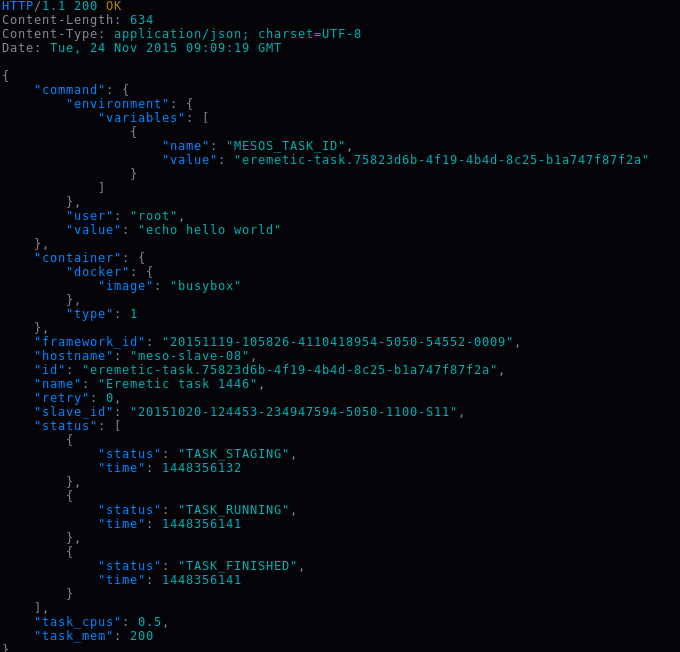 HTTP/1.1 200 OK
Content-Length: 634
Content-Type: application/json; charset=UTF-8
Date: Tue, 24 Nov 2015 09:09:19 GMT

{
    "command": {
        "environment": {
            "variables": [
                {
                    "name": "MESOS_TASK_ID",
                    "value": "eremetic-task.75823d6b-4f19-4b4d-8c25-b1a747f87f2a"
                }
            ]
        },
        "user": "root",
        "value": "echo hello world"
    },
    "container": {
        "docker": {
            "image": "busybox"
        },
        "type": 1
    },
    "framework_id": "20151119-105826-4110418954-5050-54552-0009",
    "hostname": "meso-slave-08",
    "id": "eremetic-task.75823d6b-4f19-4b4d-8c25-b1a747f87f2a",
    "name": "Eremetic task 1446",
    "retry": 0,
    "slave_id": "20151020-124453-234947594-5050-1100-S11",
    "status": [
        {
            "status": "TASK_STAGING",
            "time": 1448356132
        },
        {
            "status": "TASK_RUNNING",
            "time": 1448356141
        },
        {
            "status": "TASK_FINISHED",
            "time": 1448356141
        }
    ],
    "task_cpus": 0.5,
    "task_mem": 200
}